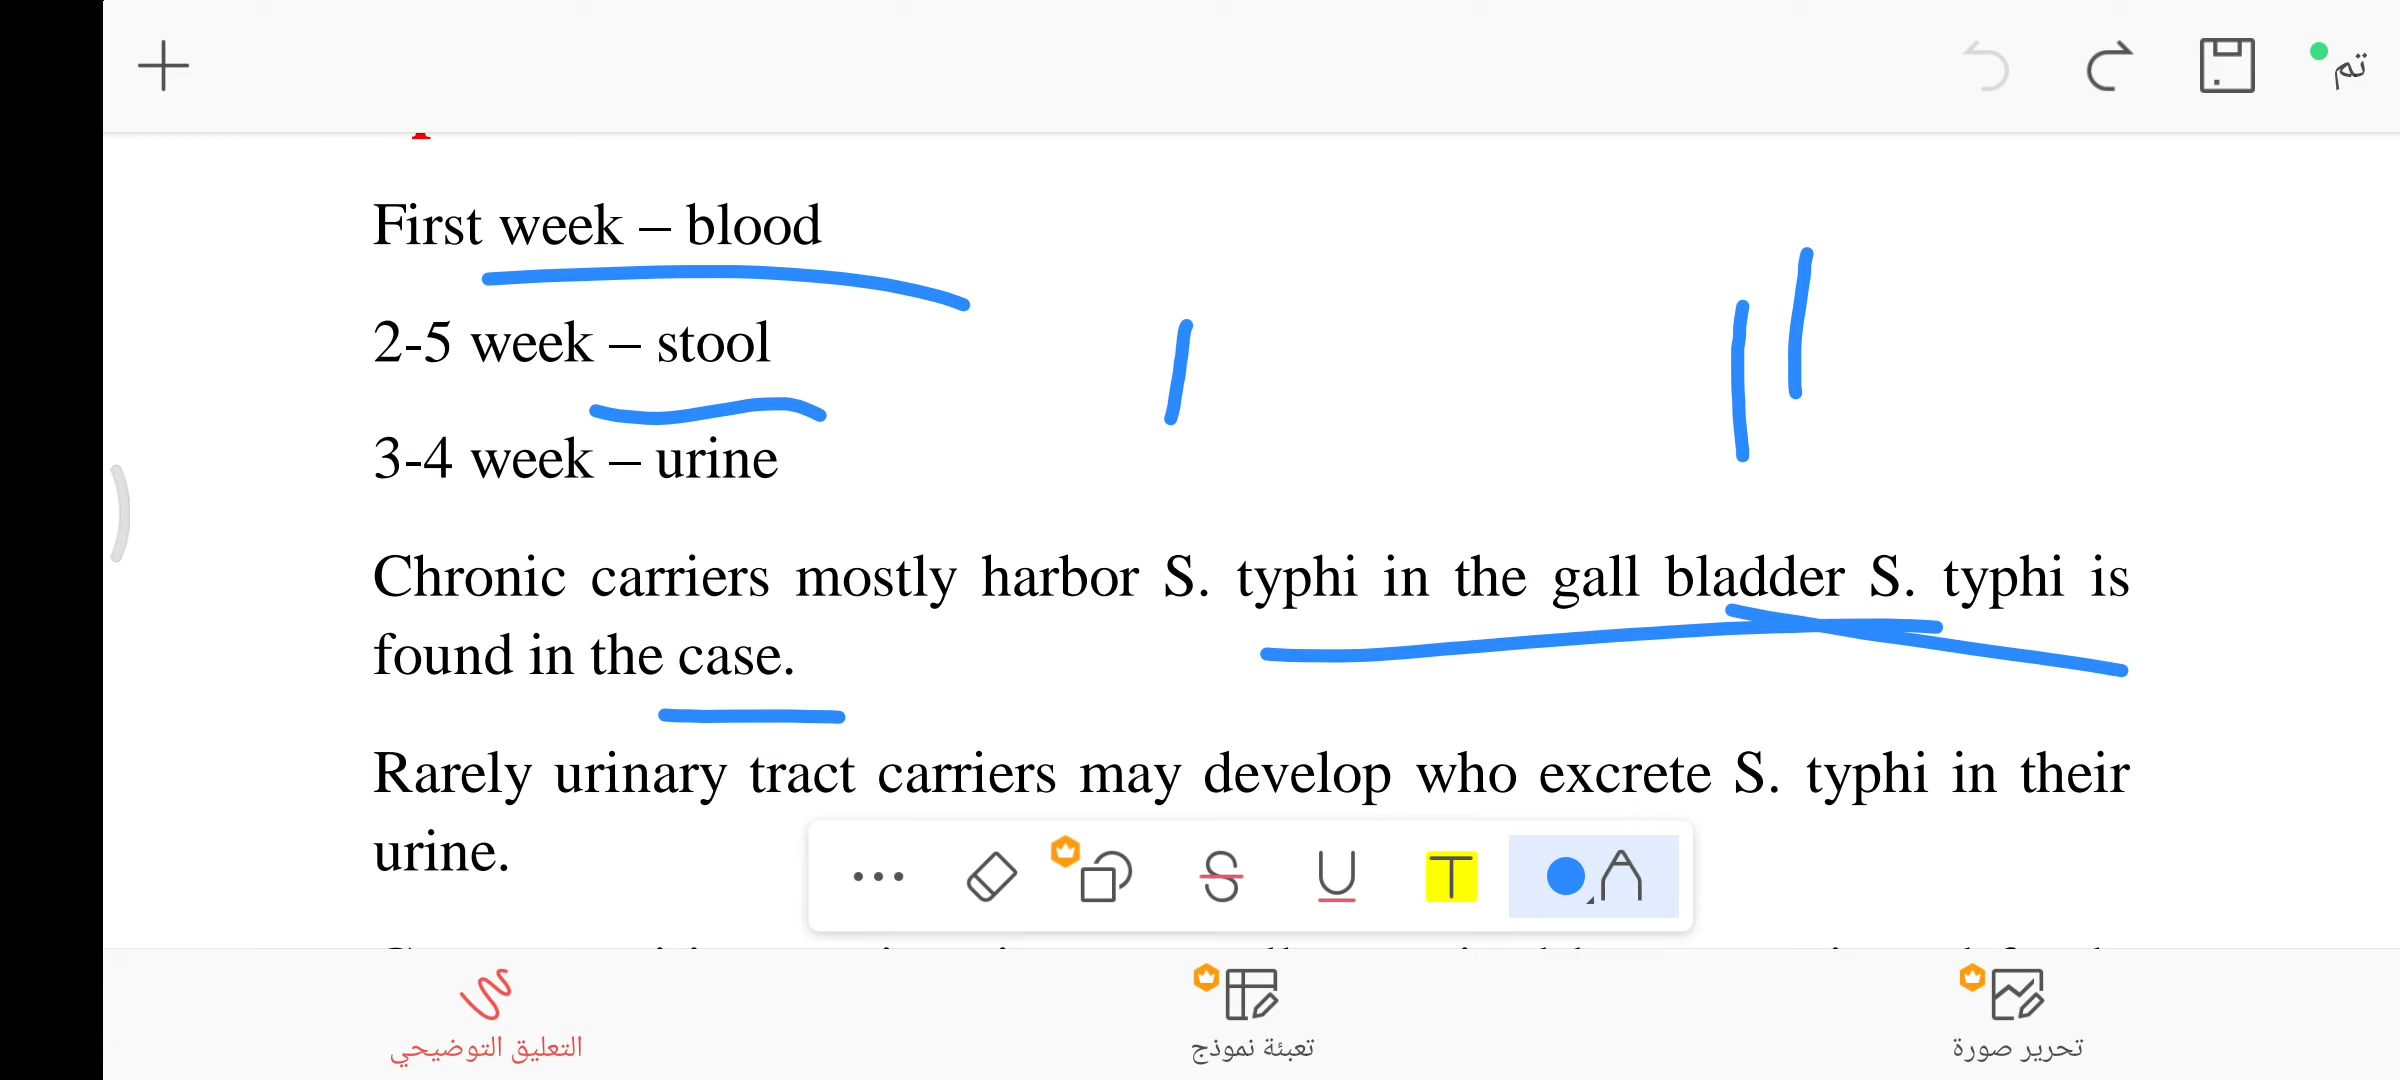 تم
First week – blood
2-5 week – stool
3-4 week – urine
Chronic carriers mostly harbor S. typhi in the gall bladder S. typhi is
found in the case.
Rarely urinary tract carriers may develop who excrete S. typhi in their
urine.
التعليق التوضيحي
تعبئة نموذج
تحرير صورة